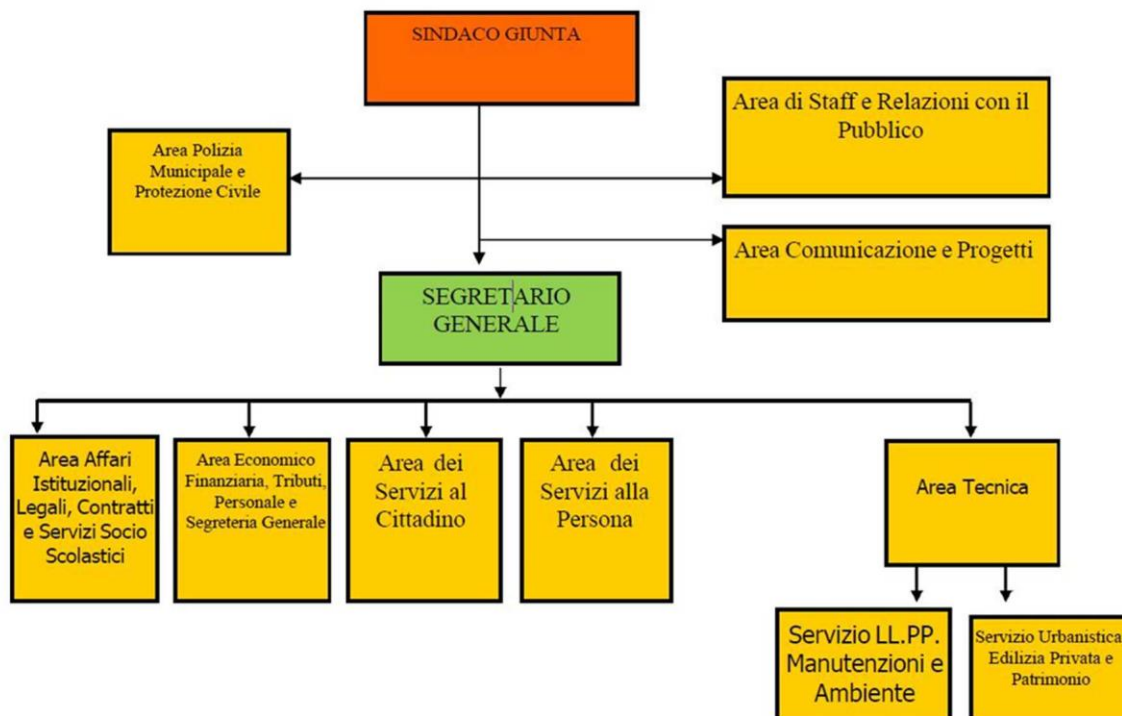 SINDACO GIUNTA
Area di Staff e Relazioni con il
Pubblico
Area Polizia
Municipale e
Protezione Civile
Area Comunicazione e Progetti
SEGRETARIO
GENERALE
Area Affari
Istituzionali,
Legali, Contratti
e Servizi Socio
Scolastici
Area Economico
Finanziaria, Tributi,
Personale e
Segreteria Generale
Area dei
Servizi al
Cittadino
Area dei
Servizi alla
Persona
Area Tecnica
Servizio LL.PP.
Manutenzioni e
Ambiente
Servizio Urbanistica
Edilizia Privata e
Patrimonio